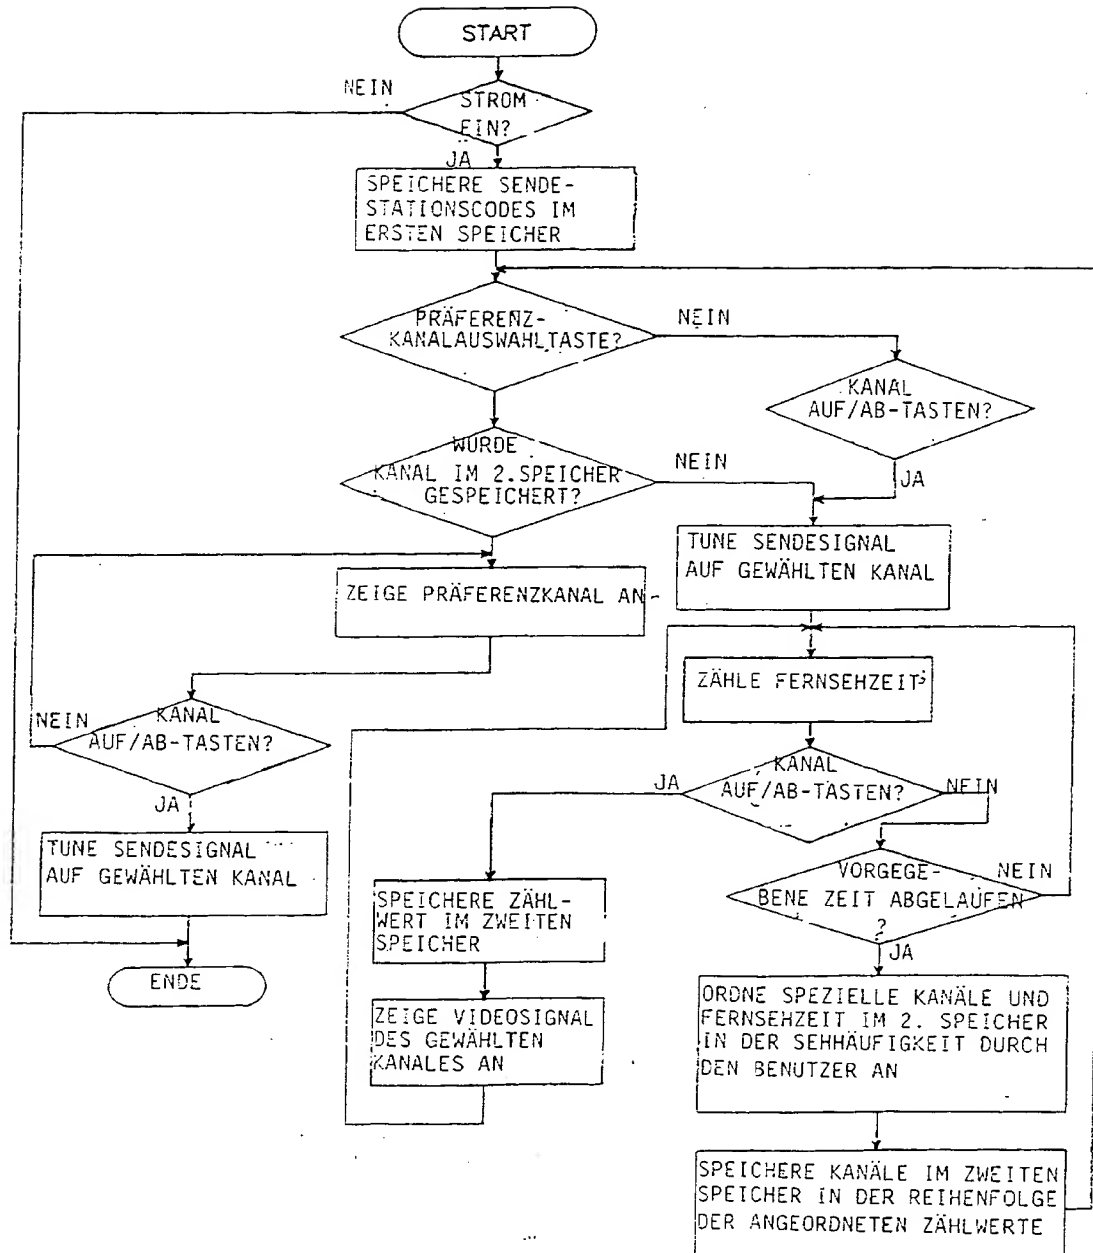 START
NEIN
STROM
EIN?
JA
SPEICHERE SENDE-
STATIONSCODES IM
ERSTEN SPEICHER
PRÄFERENZ-
KANALAUSWAHLTASTE?
NEIN
KANAL
AUF/AB-TASTEN?
JA
WURDE
KANAL IM 2.SPEICHER
GESPEICHERT?
NEIN
TUNE SENDESIGNAL
AUF GEWÄHLTEN KANAL
ZEIGE PRÄFERENZKANAL AN
ZÄHLE FERNSEHZEIT
NEIN
KANAL
AUF/AB-TASTEN?
JA
KANAL
AUF/AB-TASTEN?
JA
NEIN
TUNE SENDESIGNAL
AUF GEWÄHLTEN KANAL
VORGEGE-
BENE ZEIT ABGELAUFEN
?
NEIN
JA
SPEICHERE ZÄHL-
WERT IM ZWEITEN
SPEICHER
ENDE
ZEIGE VIDEOSIGNAL
DES GEWÄHLTEN
KANALES AN
ORDNE SPEZIELLE KANÄLE UND
FERNSEHZEIT IM 2. SPEICHER
IN DER SEHHÄUFIGKEIT DURCH
DEN BENUTZER AN
SPEICHERE KANÄLE IM ZWEITEN
SPEICHER IN DER REIHENFOLGE
DER ANGEORDNETEN ZÄHLWERTE